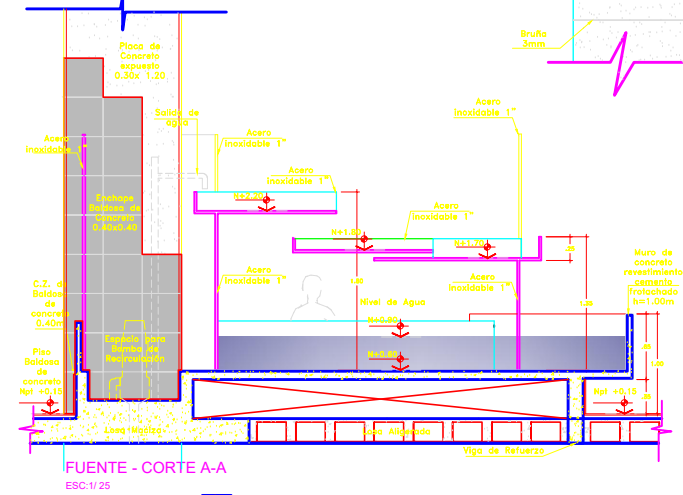 Placa de
Concreto
expuesto
0.30x 1.20
Bruña
3mm
Salida de
agua
Acero
inoxidable 1"
Acero
inoxidable 1"
Acero
inoxidable 1"
Acero
inoxidable 1"
Acero
inoxidable 1"
Enchape
Baldosa de
Concreto
0.40x0.40
Acero
inoxidable 1"
Acero
inoxidable 1"
Nivel de Agua
Muro de
concreto
revestimiento
cemento
Frotachado
h=1.00m
C.Z. de
Baldosa
de
concreto
0.40m
Espacio para
Bomba de
Recirculación
Piso
Baldosa
de
concreto
Npt +0.15
Npt +0.15
Losa Maciza
Losa Aligerada
Viga de Refuerzo
FUENTE - CORTE A-A
ESC:1/ 25